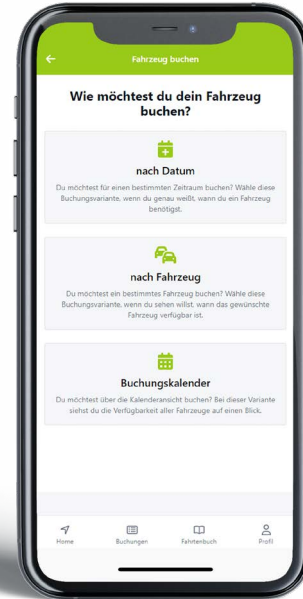 Fahrzeug buchen
Wie möchtest du dein Fahrzeug
buchen?
nach Datum
Du möchtest für einen bestimmten Zeitraum buchen? Wähle diese
Buchungsvariante, wenn du genau weißt, wann du ein Fahrzeug
benötigst.
nach Fahrzeug
Du möchtest ein bestimmtes Fahrzeug buchen? Wähle diese
Buchungsvariante, wenn du sehen willst, wann das gewünschte
Fahrzeug verfügbar ist.
Buchungskalender
Du möchtest über die Kalenderansicht buchen? Bei dieser Variante
siehst du die Verfügbarkeit aller Fahrzeuge auf einen Blick.
Home
Buchungen
Fahrtenbuch
Profil